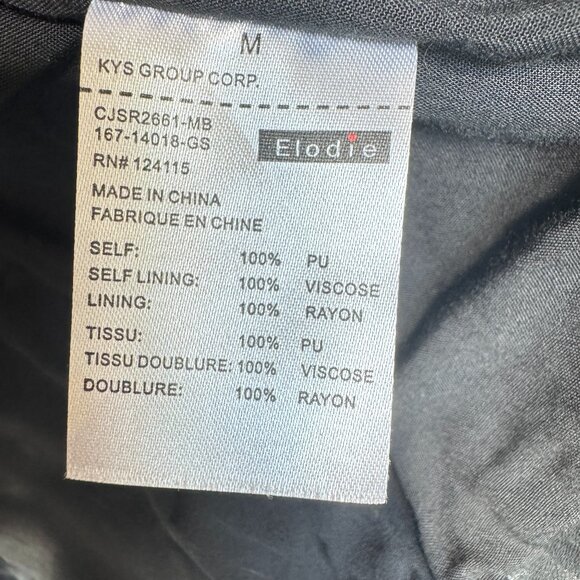 M
KYS GROUP CORP.
CJSR2661-MB
167-14018-GS
Elodie
RN# 124115
MADE IN CHINA
FABRIQUE EN CHINE
SELF: 100% PU
SELF LINING: 100% VISCOSE
LINING: 100% RAYON
TISSU: 100% PU
TISSU DOUBLURE: 100% VISCOSE
DOUBLURE: 100% RAYON